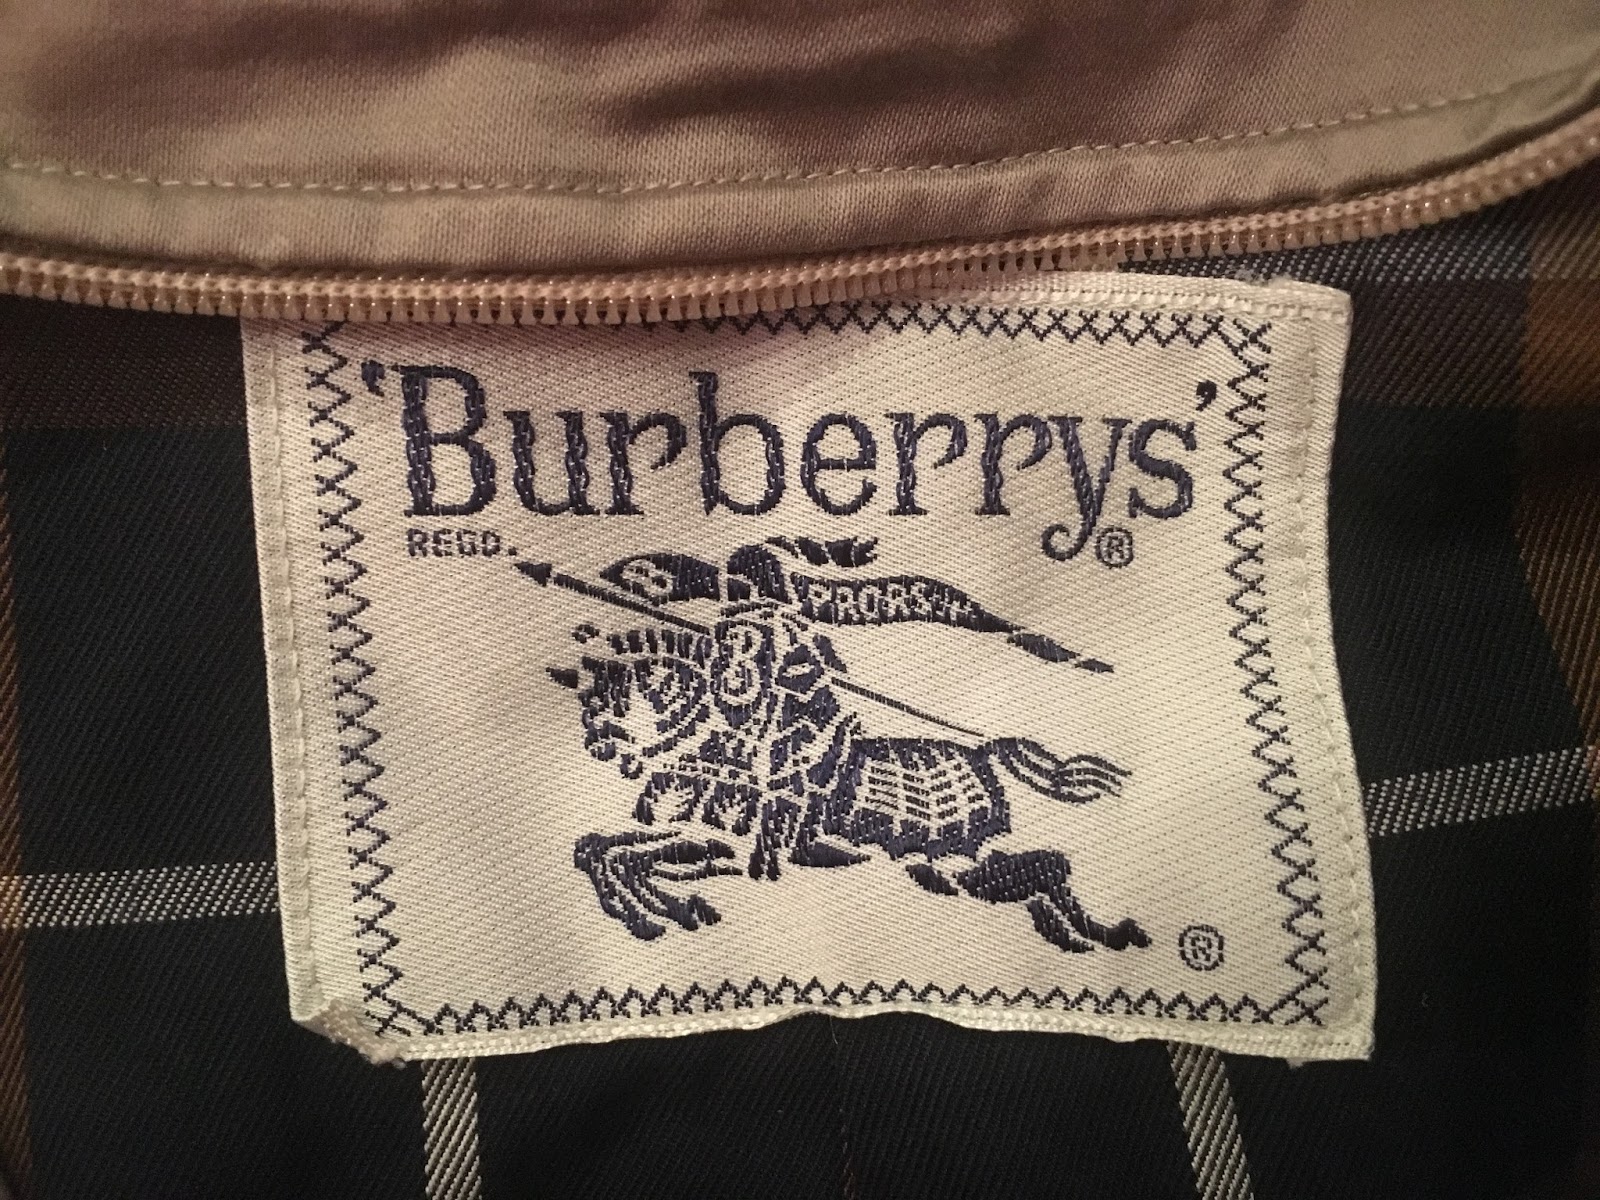 'Burberrys'
REGD. ®
B PRORSUM
B
®